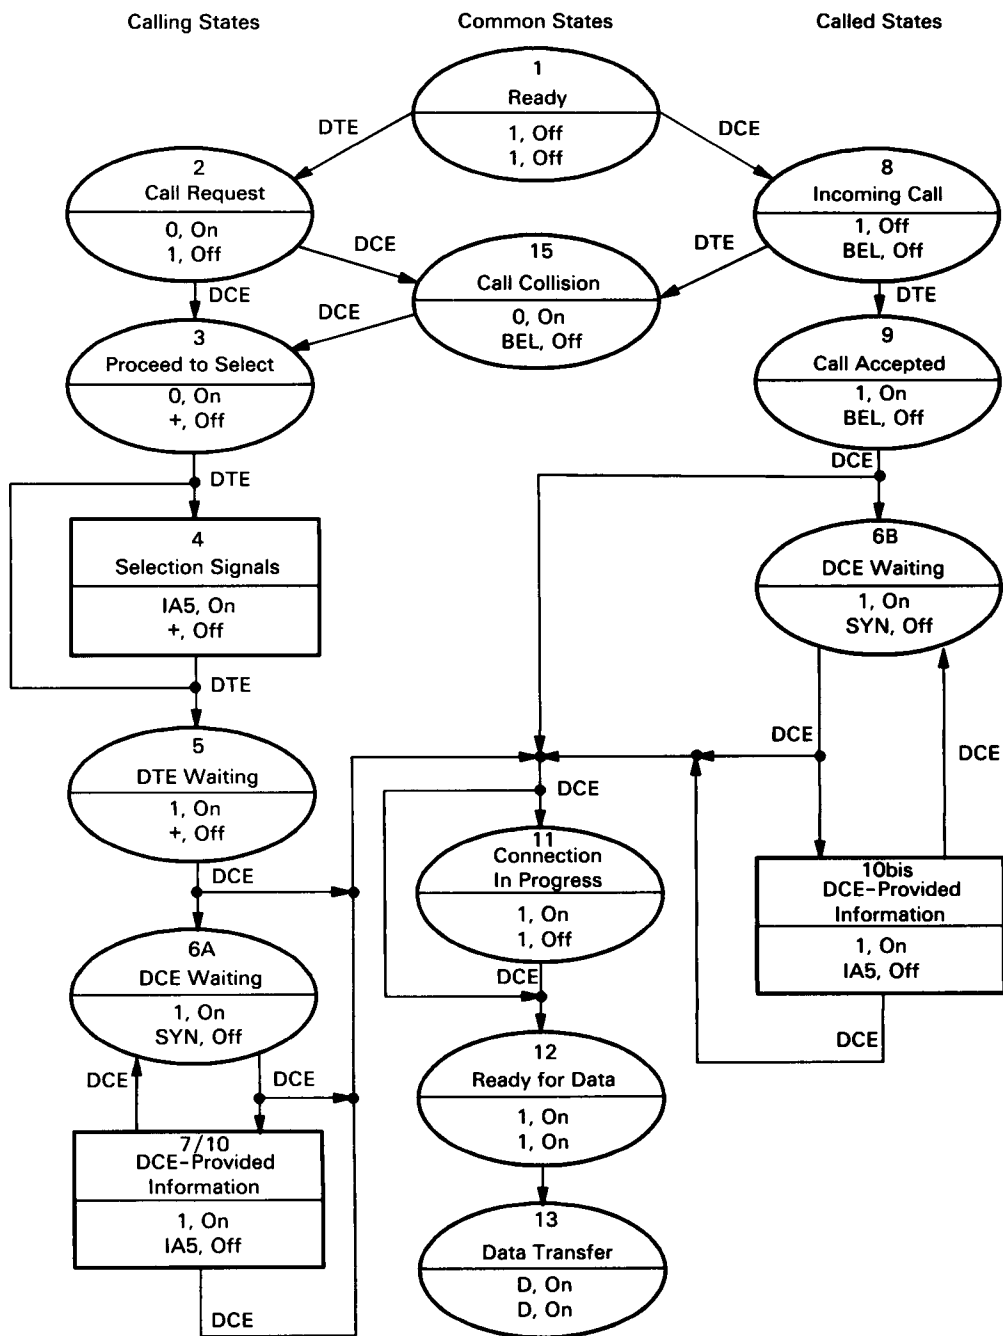 Calling States
Common States
Called States
1
Ready
1, Off
1, Off
DTE
DCE
2
Call Request
0, On
1, Off
8
Incoming Call
1, Off
BEL, Off
DCE
DTE
15
Call Collision
0, On
BEL, Off
DCE
DCE
DTE
3
Proceed to Select
0, On
+, Off
9
Call Accepted
1, On
BEL, Off
DTE
DCE
4
Selection Signals
IA5, On
+, Off
6B
DCE Waiting
1, On
SYN, Off
DTE
5
DTE Waiting
1, On
+, Off
DCE
DCE
DCE
11
Connection
In Progress
1, On
1, Off
10bis
DCE-Provided
Information
1, On
IA5, Off
DCE
6A
DCE Waiting
1, On
SYN, Off
DCE
DCE
12
Ready for Data
1, On
1, On
DCE
DCE
7/10
DCE-Provided
Information
1, On
IA5, Off
13
Data Transfer
D, On
D, On
DCE